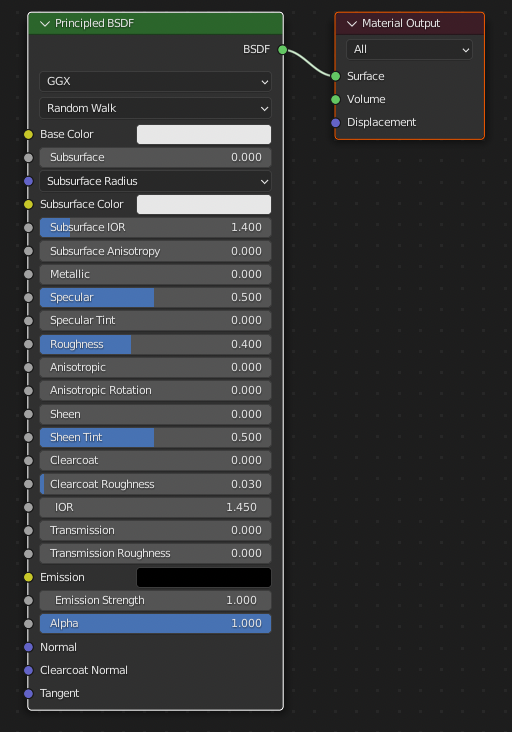 Principled BSDF
BSDF
GGX
Random Walk
Base Color
Subsurface 0.000
Subsurface Radius
Subsurface Color
Subsurface IOR 1.400
Subsurface Anisotropy 0.000
Metallic 0.000
Specular 0.500
Specular Tint 0.000
Roughness 0.400
Anisotropic 0.000
Anisotropic Rotation 0.000
Sheen 0.000
Sheen Tint 0.500
Clearcoat 0.000
Clearcoat Roughness 0.030
IOR 1.450
Transmission 0.000
Transmission Roughness 0.000
Emission
Emission Strength 1.000
Alpha 1.000
Normal
Clearcoat Normal
Tangent
Material Output
All
Surface
Volume
Displacement